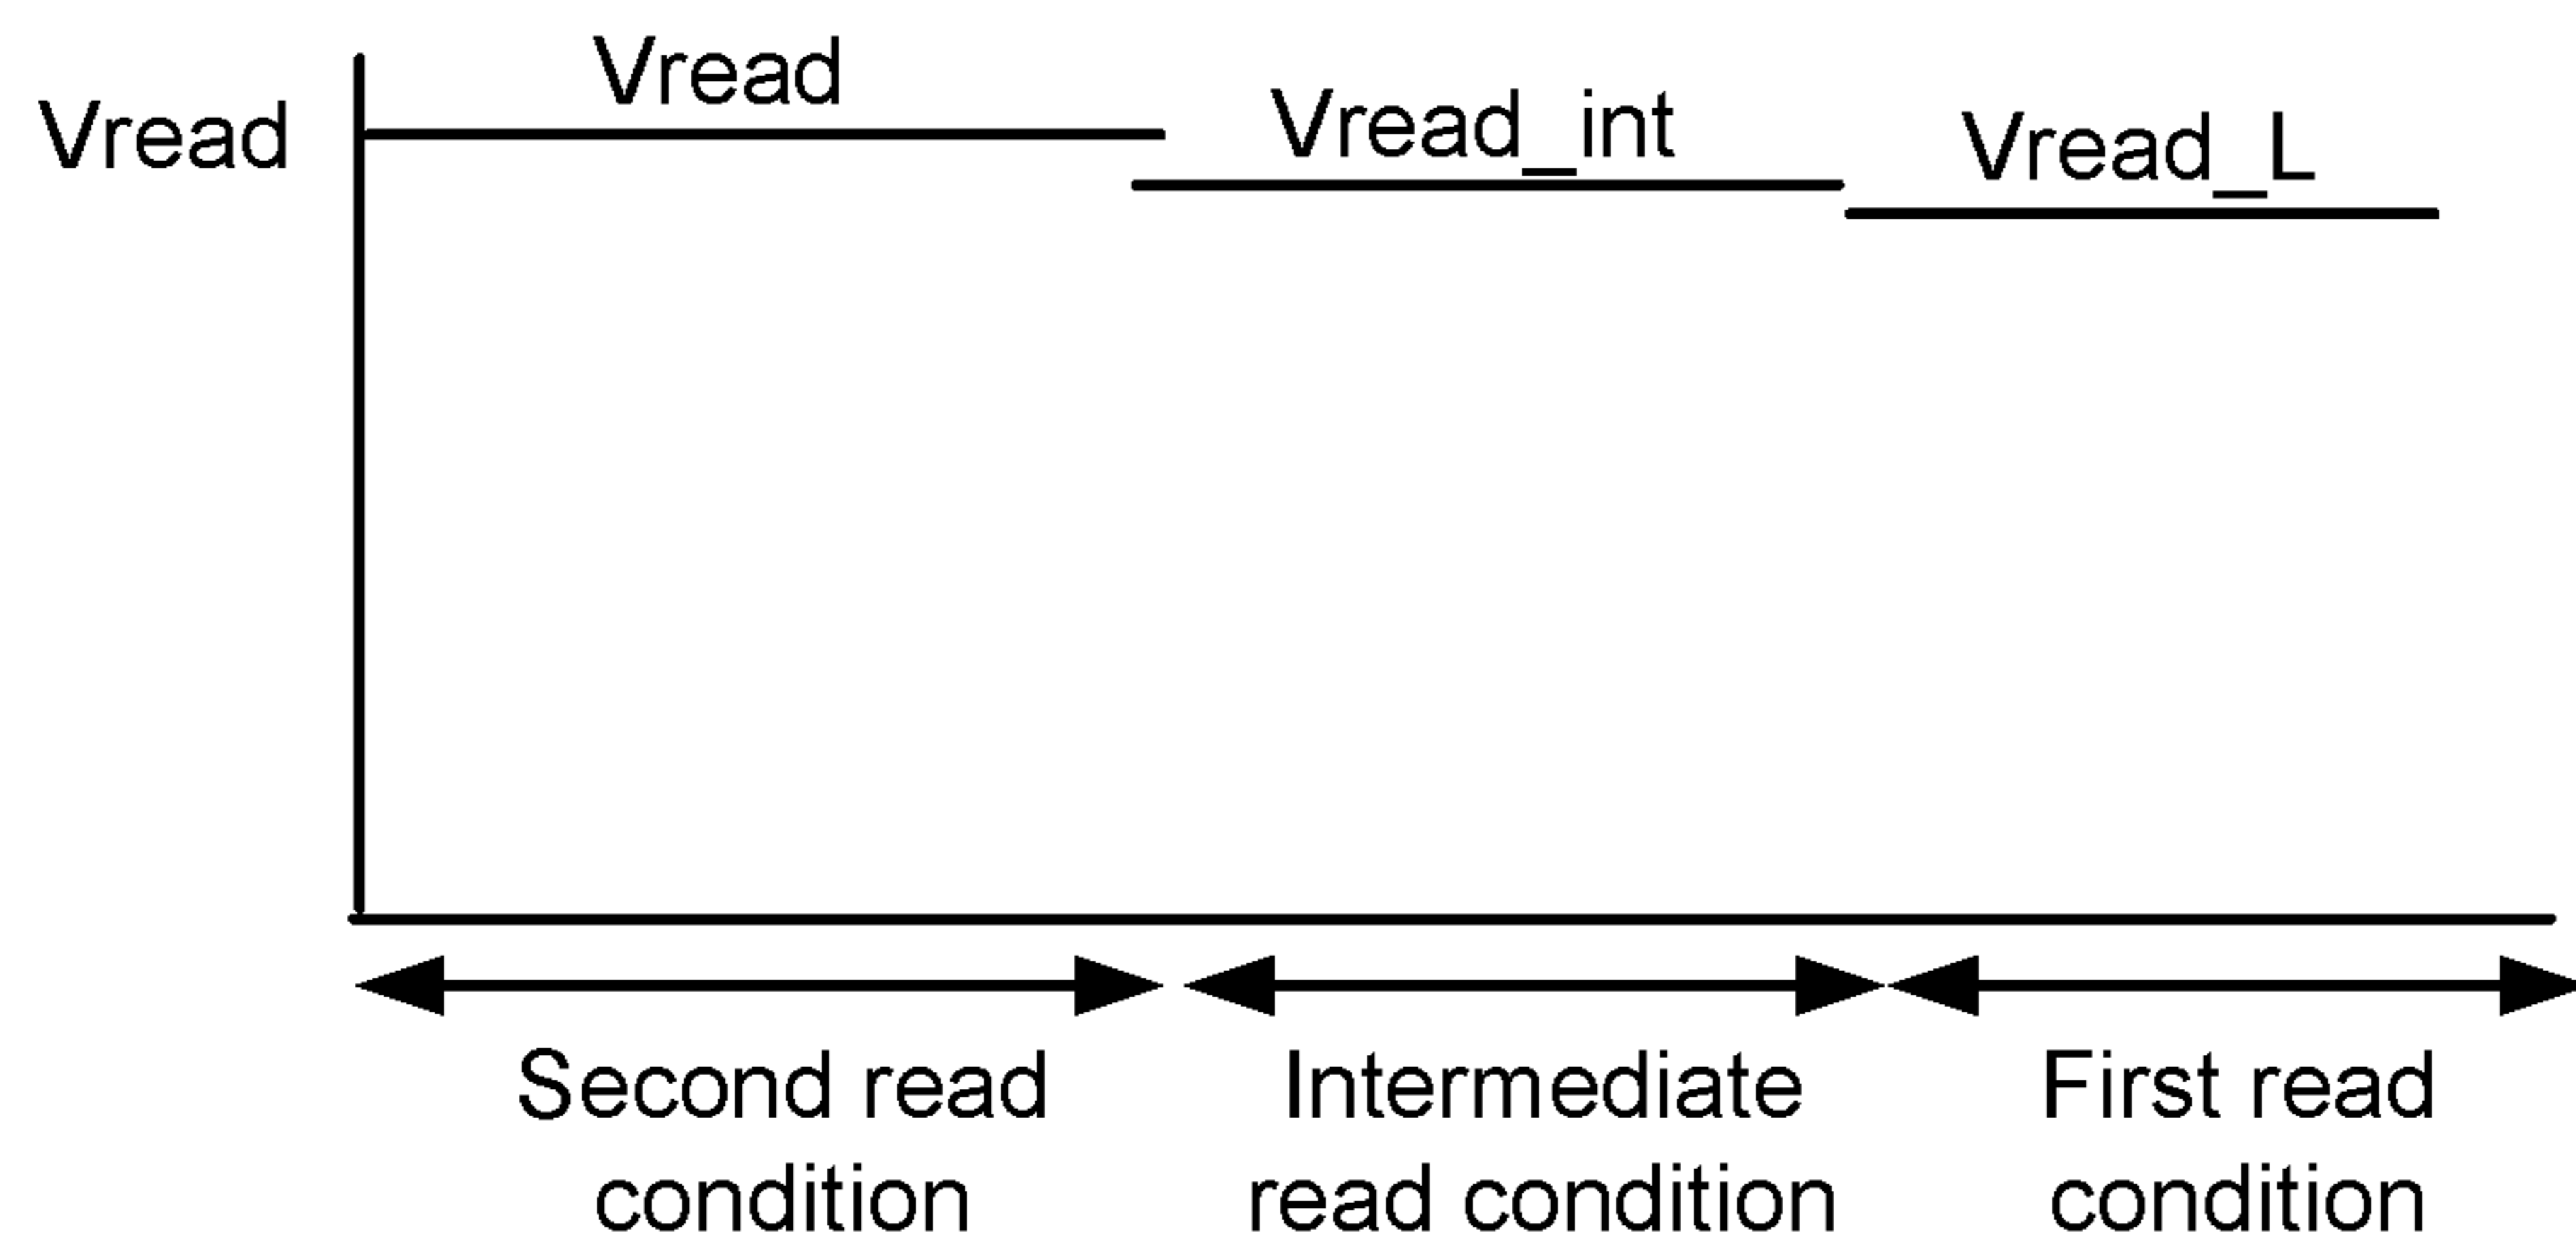 Vread
Vread
Vread_int
Vread_L
Second read
condition
Intermediate
read condition
First read
condition